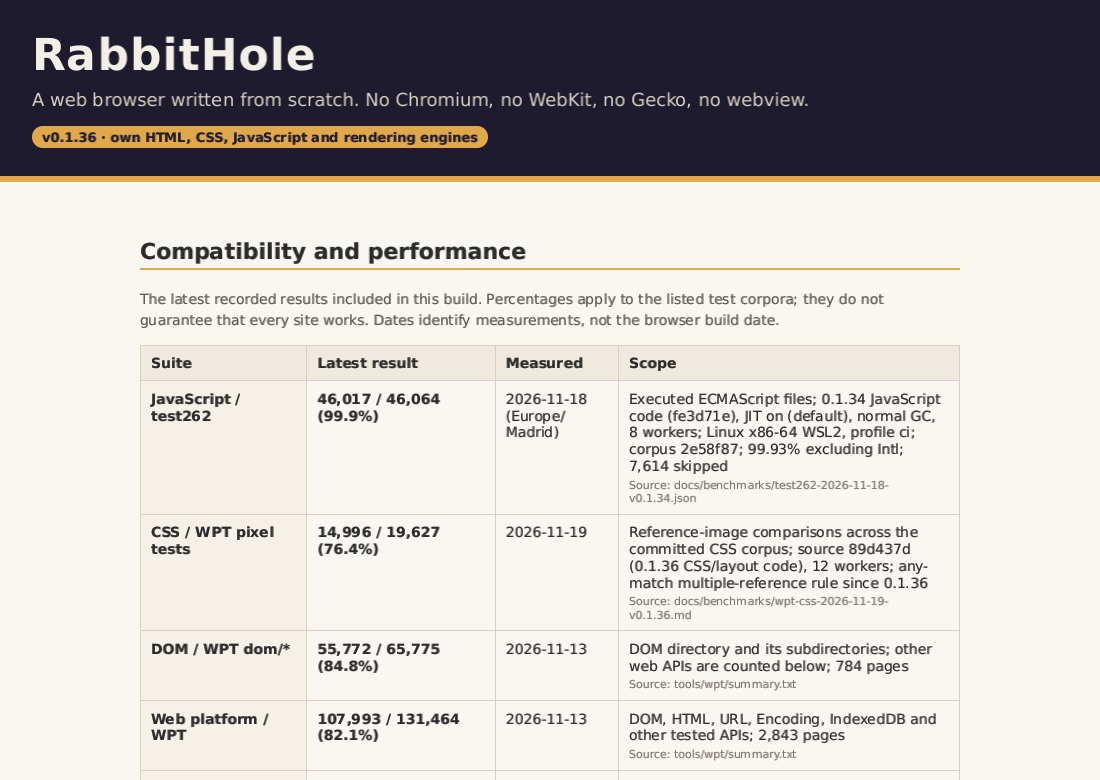 RabbitHole
A web browser written from scratch. No Chromium, no WebKit, no Gecko, no webview.
v0.1.36 · own HTML, CSS, JavaScript and rendering engines
Compatibility and performance
The latest recorded results included in this build. Percentages apply to the listed test corpora; they do not
guarantee that every site works. Dates identify measurements, not the browser build date.
Suite
Latest result
Measured
Scope
JavaScript /
test262
46,017 / 46,064
(99.9%)
2026-11-18
(Europe/
Madrid)
Executed ECMAScript files; 0.1.34 JavaScript
code (fe3d71e), JIT on (default), normal GC,
8 workers; Linux x86-64 WSL2, profile ci;
corpus 2e58f87; 99.93% excluding Intl;
7,614 skipped
Source: docs/benchmarks/test262-2026-11-18-
v0.1.34.json
CSS / WPT pixel
tests
14,996 / 19,627
(76.4%)
2026-11-19
Reference-image comparisons across the
committed CSS corpus; source 89d437d
(0.1.36 CSS/layout code), 12 workers; any-
match multiple-reference rule since 0.1.36
Source: docs/benchmarks/wpt-css-2026-11-19-
v0.1.36.md
DOM / WPT dom/*
55,772 / 65,775
(84.8%)
2026-11-13
DOM directory and its subdirectories; other
web APIs are counted below; 784 pages
Source: tools/wpt/summary.txt
Web platform /
WPT
107,993 / 131,464
(82.1%)
2026-11-13
DOM, HTML, URL, Encoding, IndexedDB and
other tested APIs; 2,843 pages
Source: tools/wpt/summary.txt